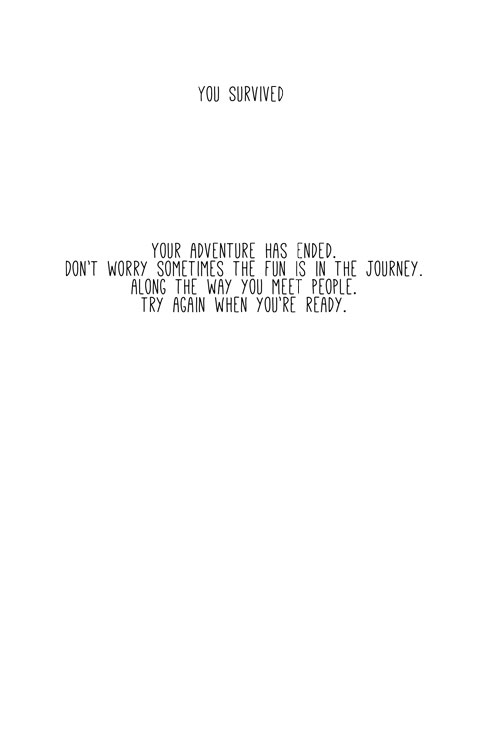 YOU SURVIVED
YOUR ADVENTURE HAS ENDED.
DON'T WORRY SOMETIMES THE FUN IS IN THE JOURNEY.
ALONG THE WAY YOU MEET PEOPLE.
TRY AGAIN WHEN YOU'RE READY.